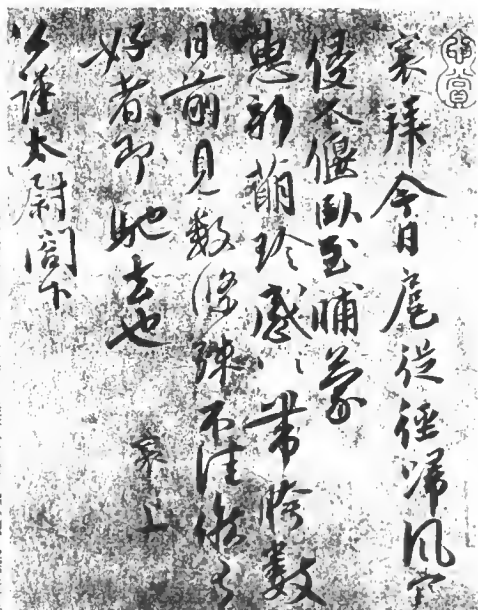 襄拜今日扈從徑歸風寒
侵人偃臥至晡蒙
惠新萌珍感〻帶胯數
日前見數條殊不佳候有
好者即馳去也
襄上
公謹太尉閣下